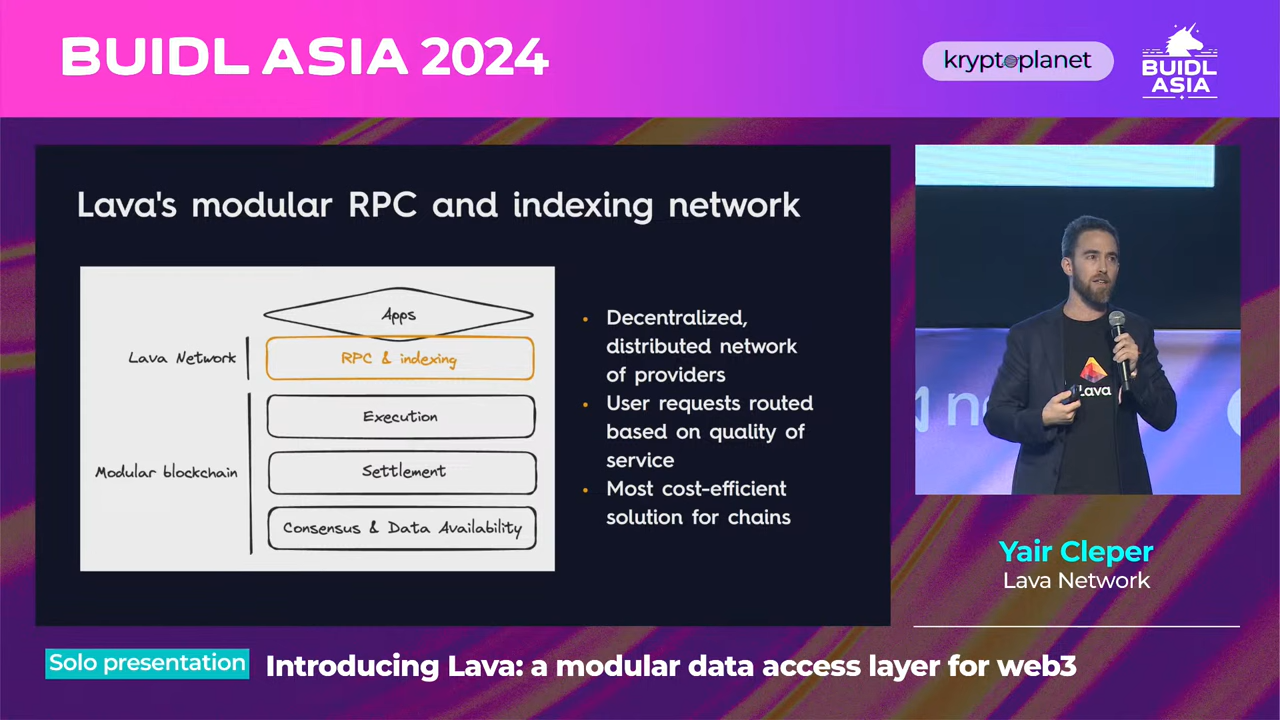 BUIDL ASIA 2024
kryptoplanet
BUIDL
ASIA
Lava's modular RPC and indexing network
Apps
Lava Network
RPC & indexing
Execution
Modular blockchain
Settlement
Consensus & Data Availability
• Decentralized,
distributed network
of providers
• User requests routed
based on quality of
service
• Most cost-efficient
solution for chains
Lava
Yair Cleper
Lava Network
Solo presentation
Introducing Lava: a modular data access layer for web3